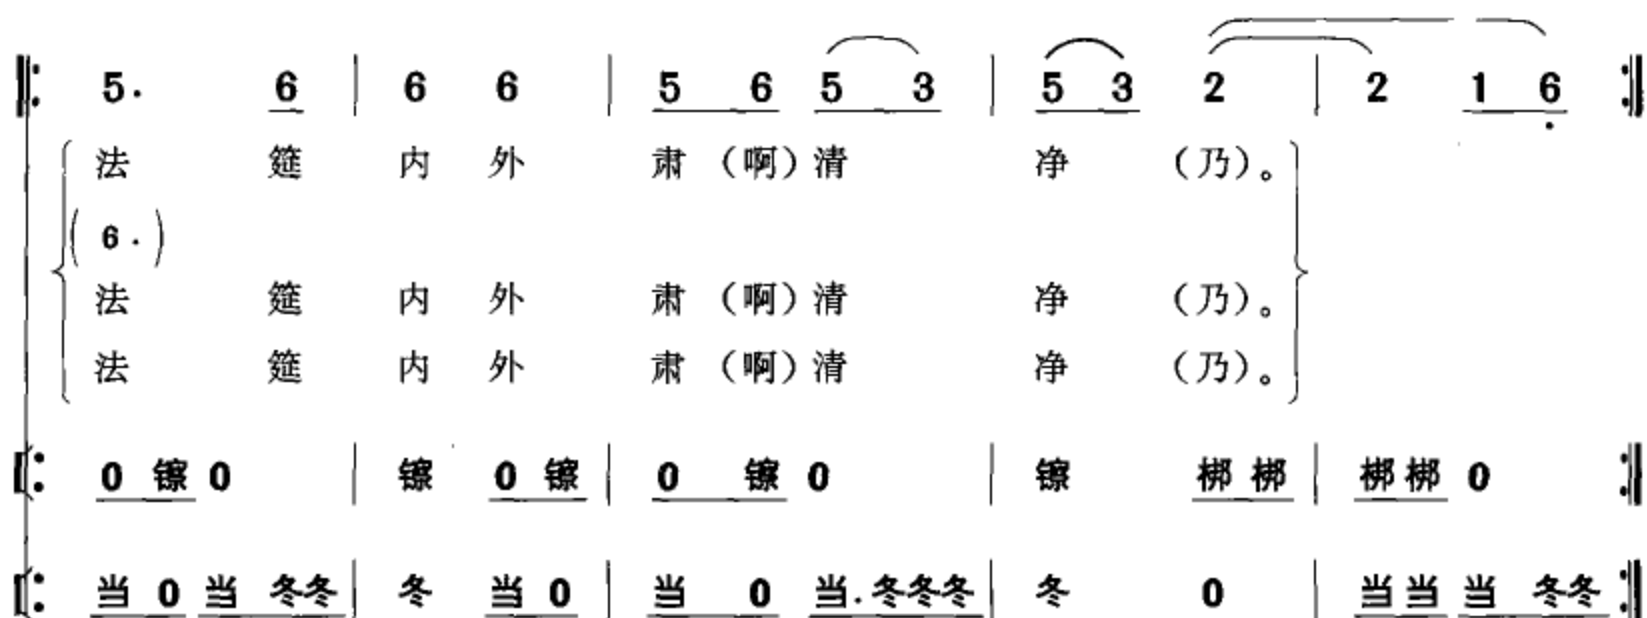 5. 6 | 6 6 | 5 6 5 3 | 5 3 2 | 2 1 6
法 筵 内 外 肃 (啊) 清 净 (乃)。
(6.)
法 筵 内 外 肃 (啊) 清 净 (乃)。
法 筵 内 外 肃 (啊) 清 净 (乃)。
0 镲 0 | 镲 0 镲 | 0 镲 0 | 镲 梆 梆 | 梆 梆 0
当 0 当 冬冬 | 冬 当 0 | 当 0 当.冬冬冬 | 冬 0 | 当 当 当 冬冬